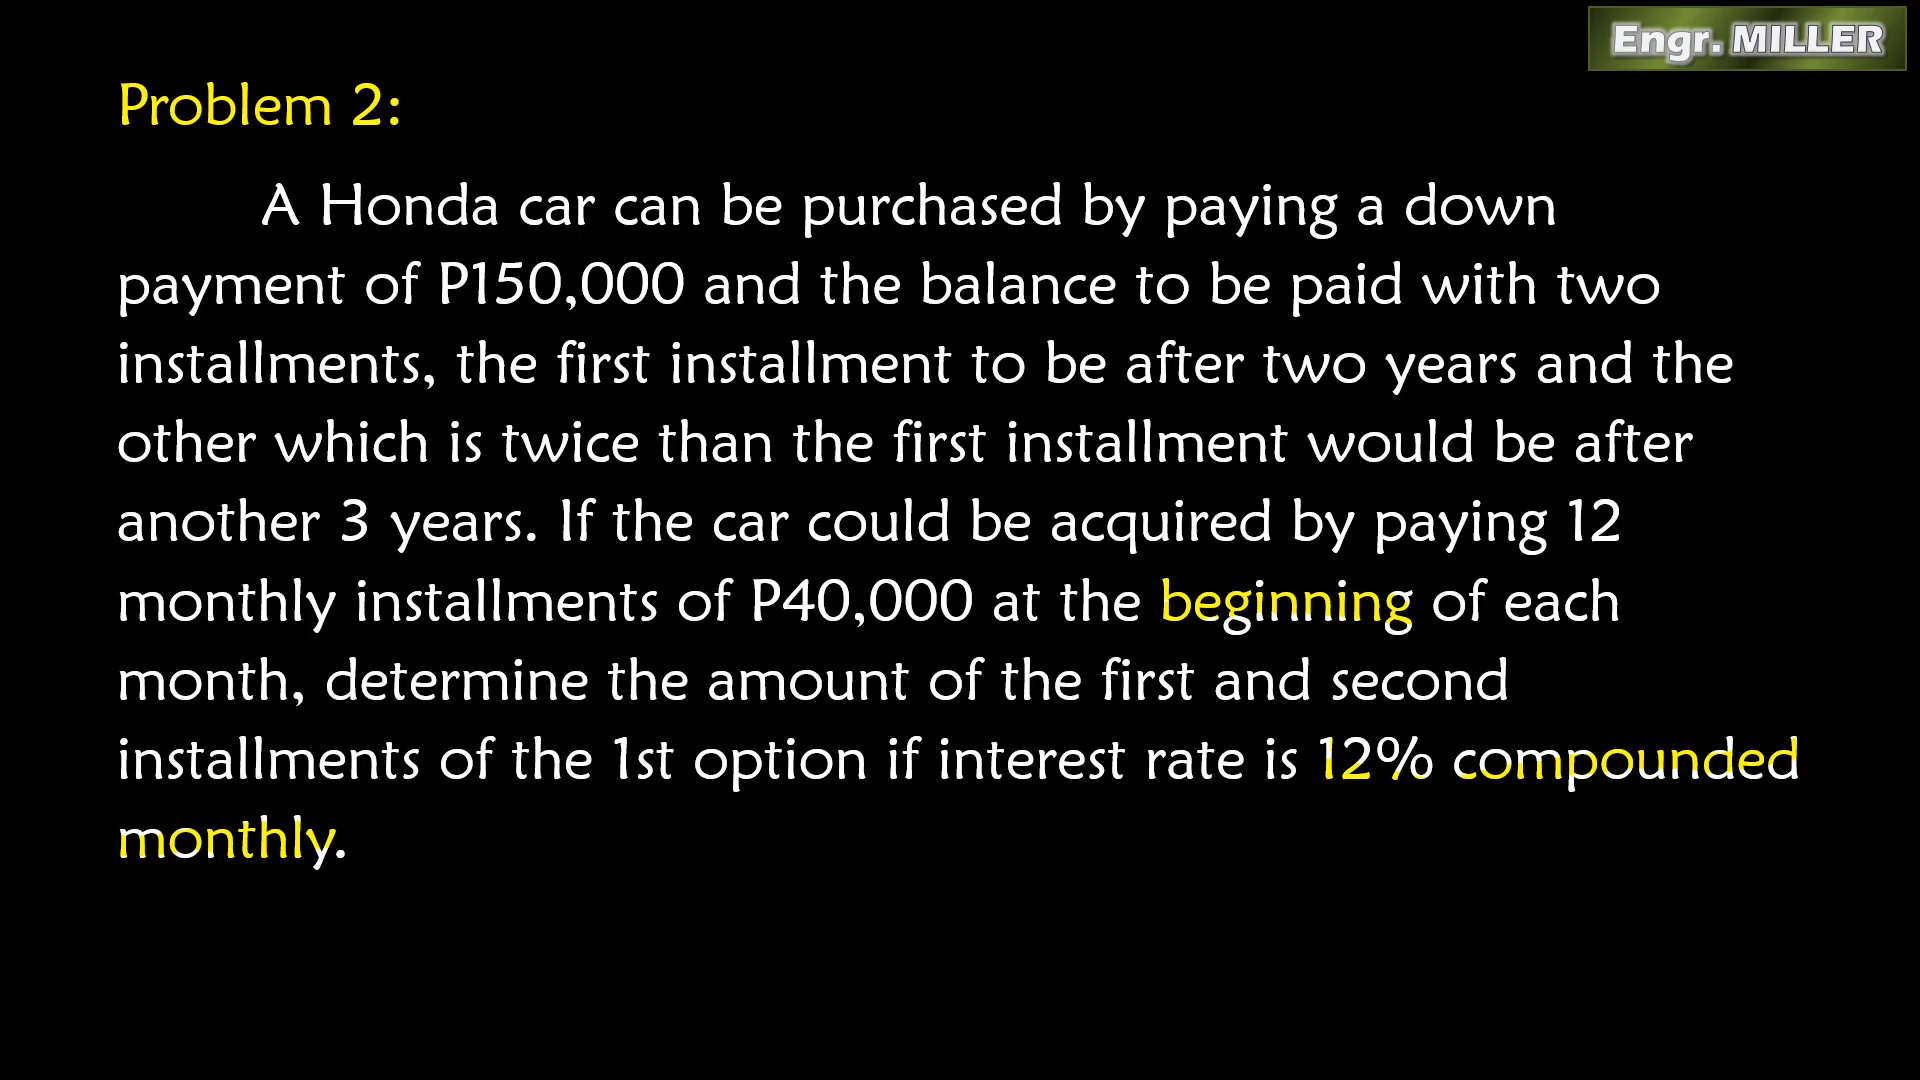 Engr. MILLER
Problem 2:
A Honda car can be purchased by paying a down
payment of P150,000 and the balance to be paid with two
installments, the first installment to be after two years and the
other which is twice than the first installment would be after
another 3 years. If the car could be acquired by paying 12
monthly installments of P40,000 at the beginning of each
month, determine the amount of the first and second
installments of the 1st option if interest rate is 12% compounded
monthly.